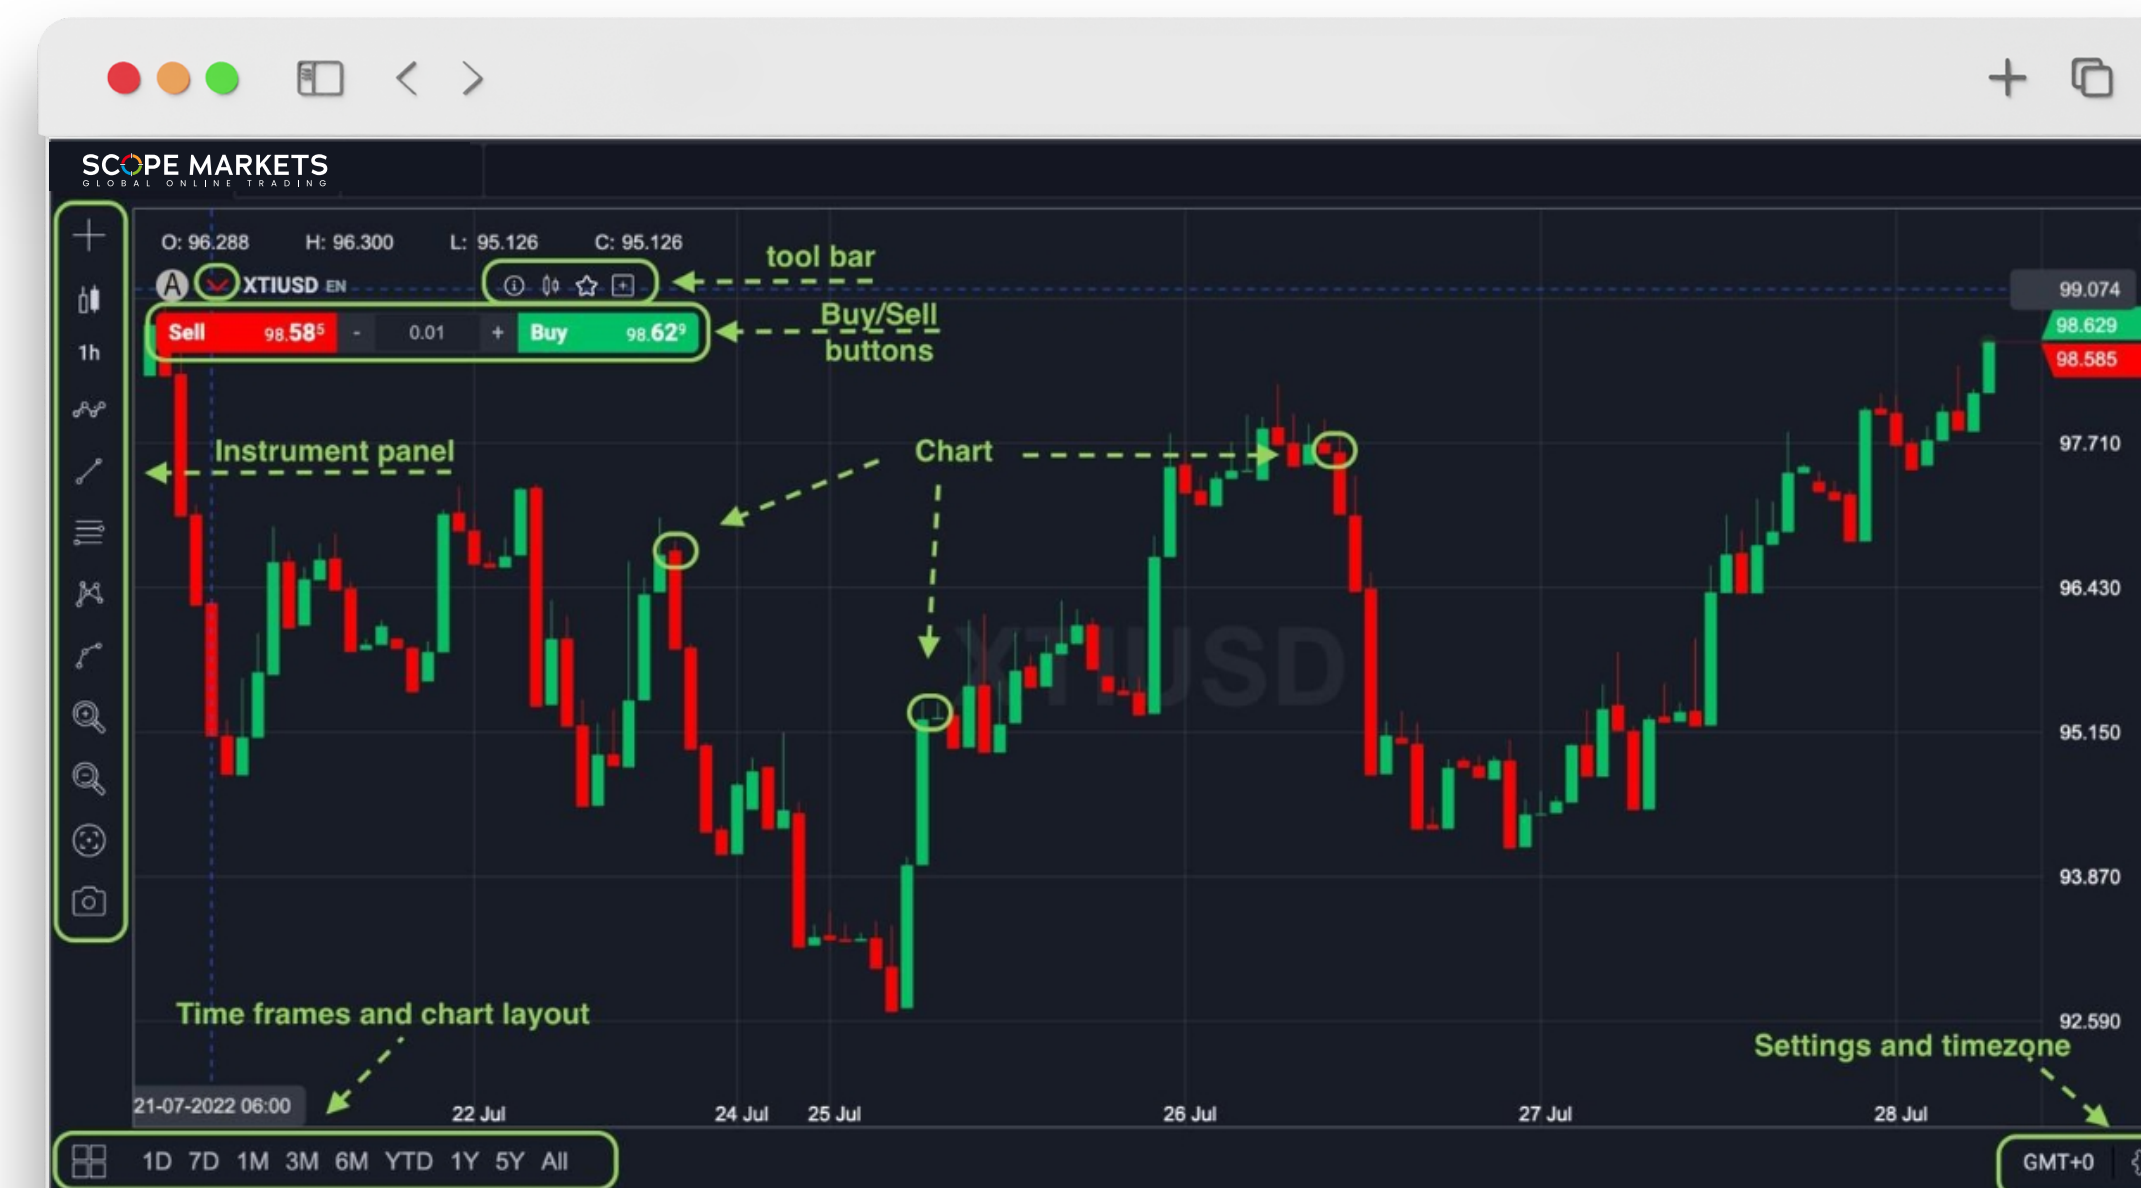 SCOPE MARKETS
GLOBAL ONLINE TRADING
O: 96.288 H: 96.300 L: 95.126 C: 95.126
tool bar
A XTIUSD EN
99.074
Sell 98.585 - 0.01 + Buy 98.629
Buy/Sell
buttons
98.629
98.585
1h
Instrument panel
Chart
97.710
96.430
XTIUSD
95.150
93.870
92.590
Time frames and chart layout
Settings and timezone
21-07-2022 06:00
22 Jul 24 Jul 25 Jul 26 Jul 27 Jul 28 Jul
1D 7D 1M 3M 6M YTD 1Y 5Y All
GMT+0